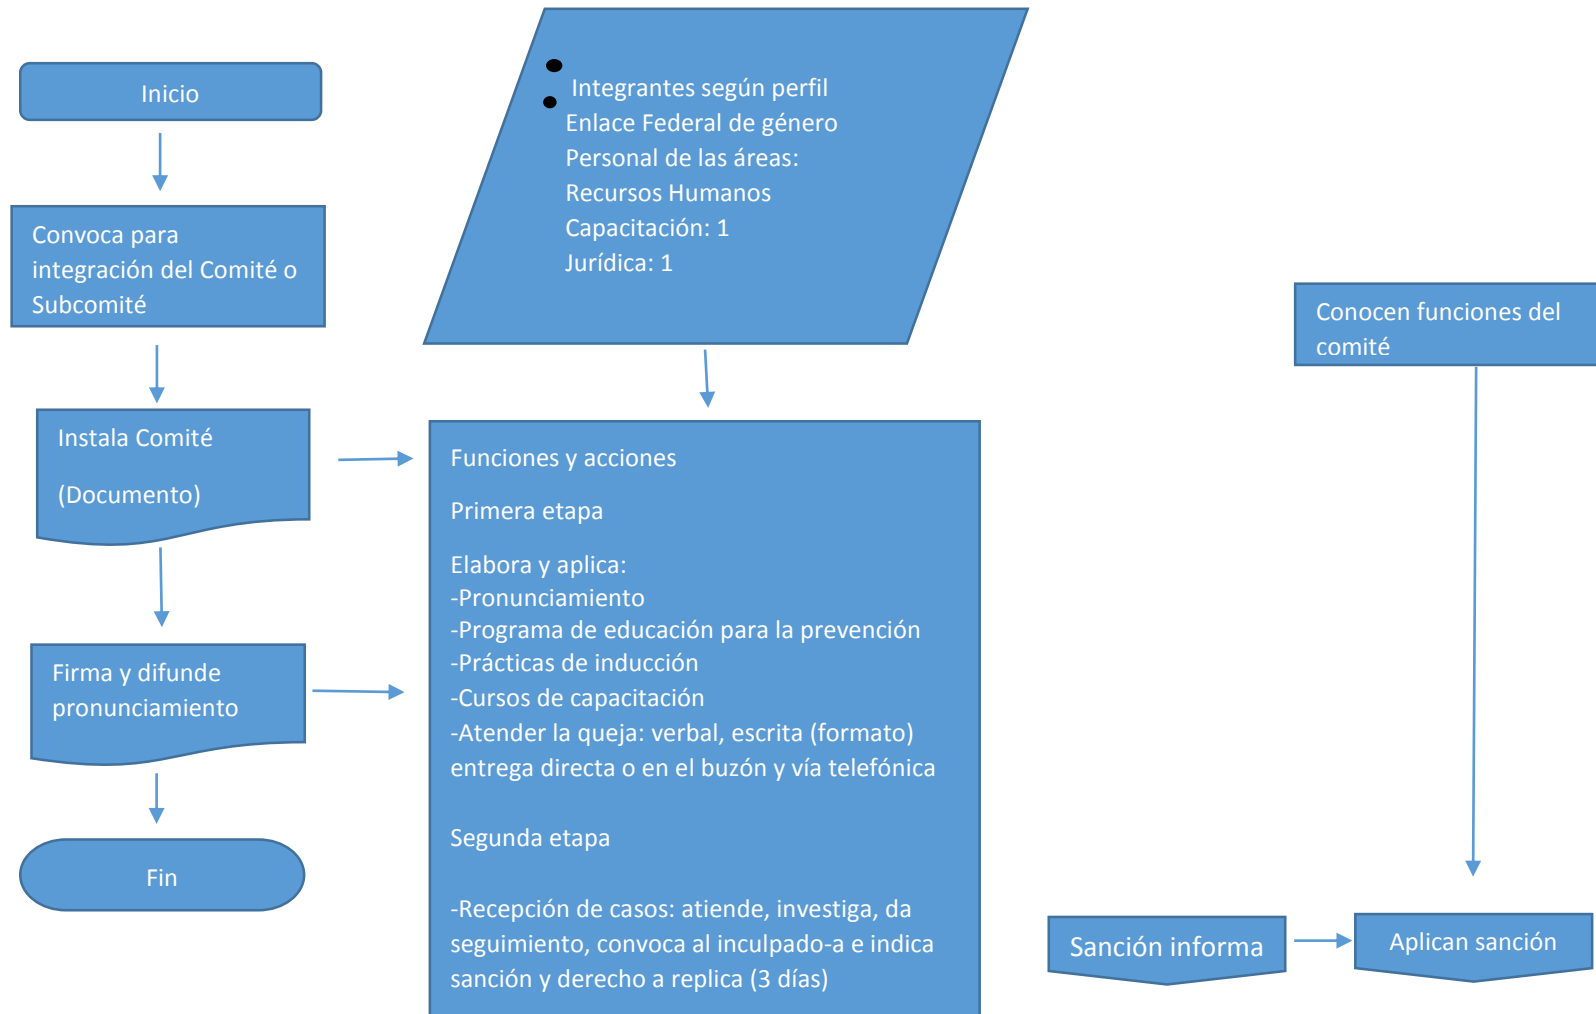 Inicio
Convoca para
integración del Comité o
Subcomité
Instala Comité
(Documento)
Firma y difunde
pronunciamiento
Fin
Integrantes según perfil
Enlace Federal de género
Personal de las áreas:
Recursos Humanos
Capacitación: 1
Jurídica: 1
Funciones y acciones
Primera etapa
Elabora y aplica:
-Pronunciamiento
-Programa de educación para la prevención
-Prácticas de inducción
-Cursos de capacitación
-Atender la queja: verbal, escrita (formato)
entrega directa o en el buzón y vía telefónica
Segunda etapa
-Recepción de casos: atiende, investiga, da
seguimiento, convoca al inculpado-a e indica
sanción y derecho a replica (3 días)
Conocen funciones del
comité
Sanción informa
Aplican sanción